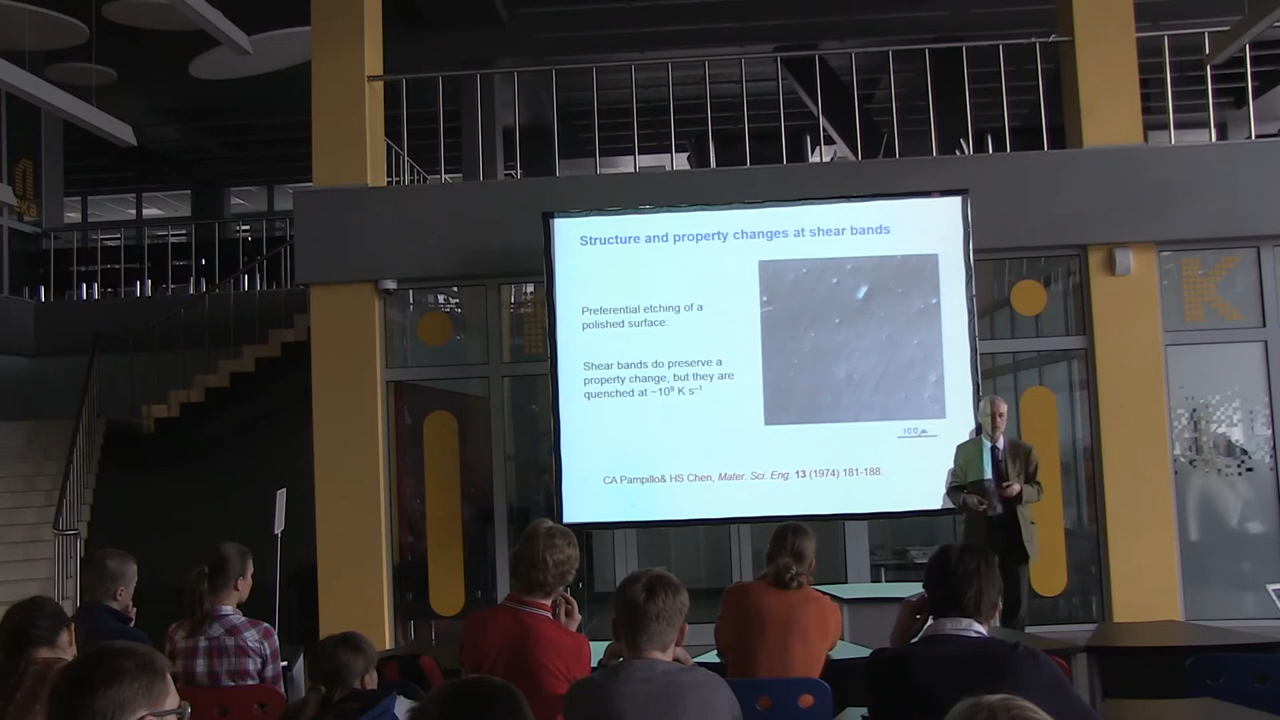 Structure and property changes at shear bands
Preferential etching of a
polished surface:
Shear bands do preserve a
property change, but they are
quenched at ~10⁹ K s⁻¹
100μ
CA Pampillo& HS Chen, Mater. Sci. Eng. 13 (1974) 181-188.
K